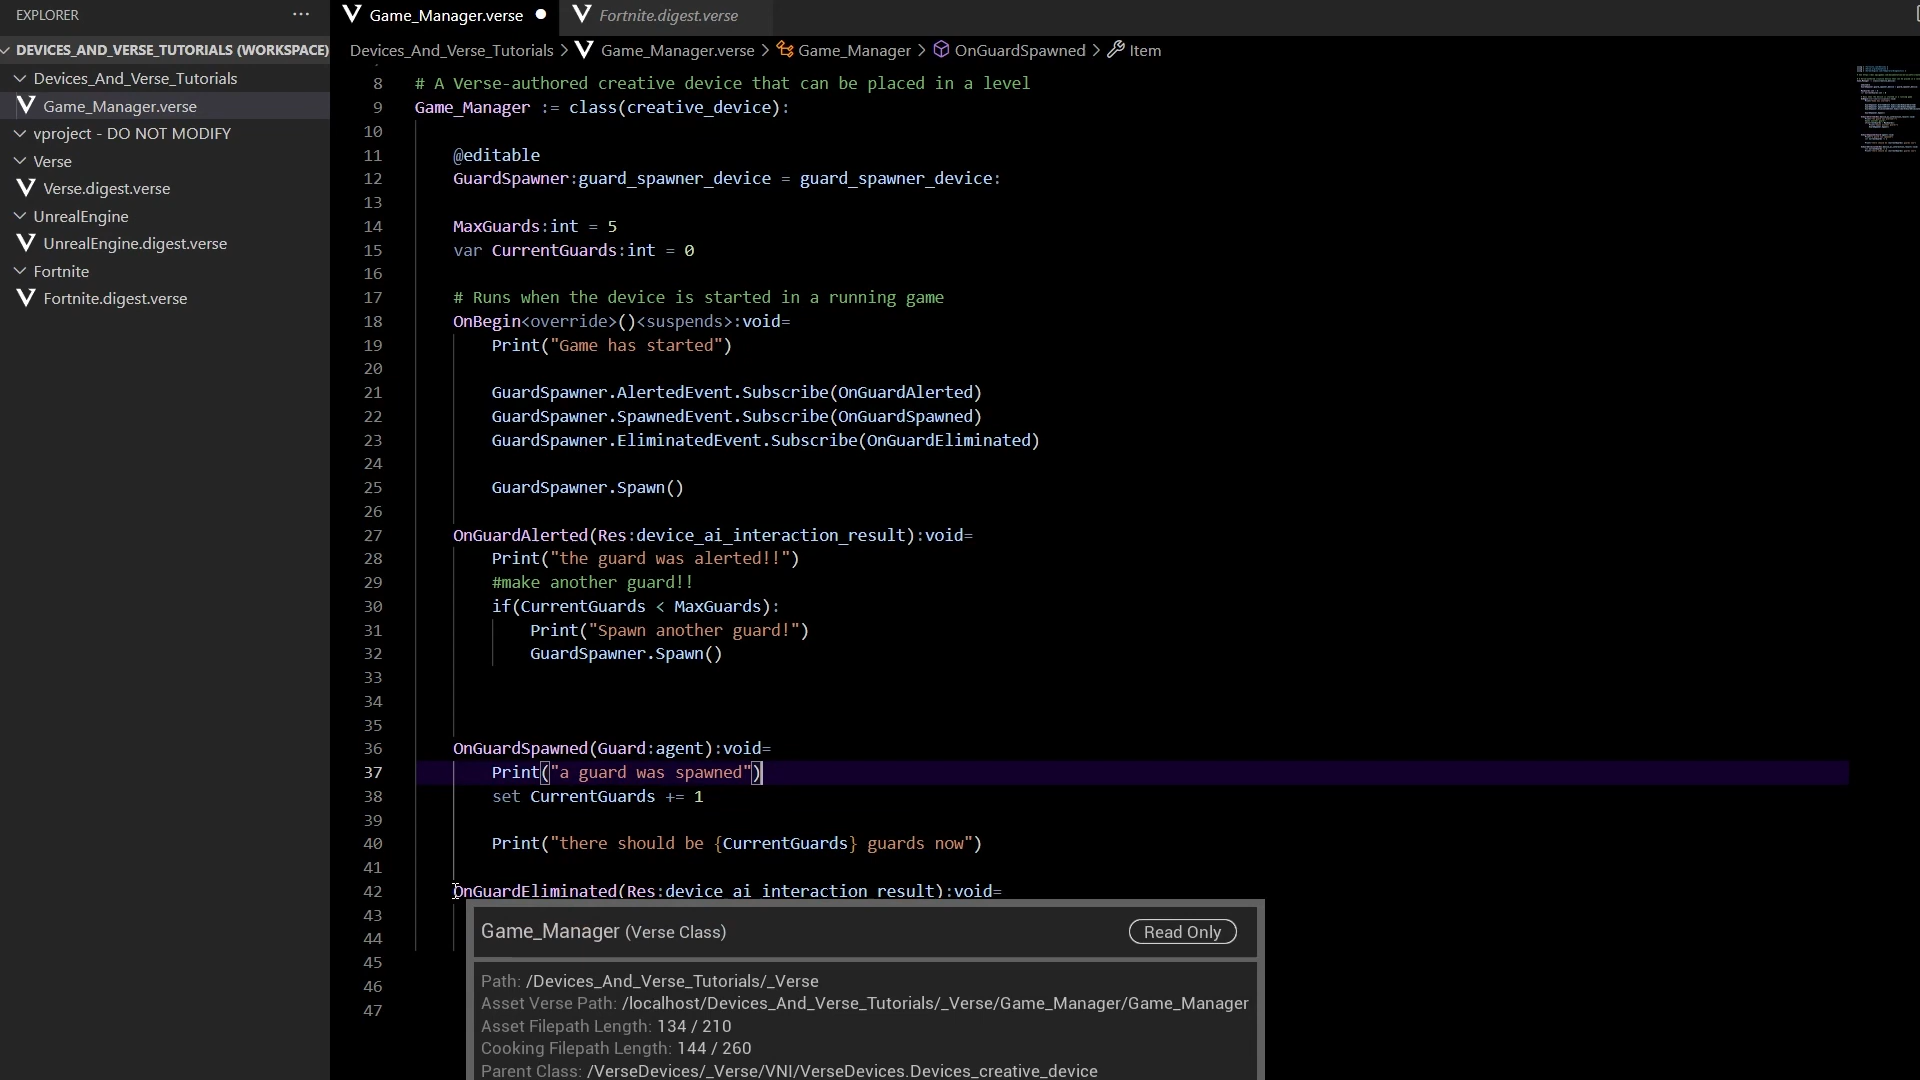 EXPLORER
DEVICES_AND_VERSE_TUTORIALS (WORKSPACE)
Devices_And_Verse_Tutorials
Game_Manager.verse
vproject - DO NOT MODIFY
Verse
Verse.digest.verse
UnrealEngine
UnrealEngine.digest.verse
Fortnite
Fortnite.digest.verse
Game_Manager.verse Fortnite.digest.verse
Devices_And_Verse_Tutorials > Game_Manager.verse > Game_Manager > OnGuardSpawned > Item
8 # A Verse-authored creative device that can be placed in a level
9 Game_Manager := class(creative_device):
10
11 @editable
12 GuardSpawner:guard_spawner_device = guard_spawner_device:
13
14 MaxGuards:int = 5
15 var CurrentGuards:int = 0
16
17 # Runs when the device is started in a running game
18 OnBegin<override>()<suspends>:void=
19 Print("Game has started")
20
21 GuardSpawner.AlertedEvent.Subscribe(OnGuardAlerted)
22 GuardSpawner.SpawnedEvent.Subscribe(OnGuardSpawned)
23 GuardSpawner.EliminatedEvent.Subscribe(OnGuardEliminated)
24
25 GuardSpawner.Spawn()
26
27 OnGuardAlerted(Res:device_ai_interaction_result):void=
28 Print("the guard was alerted!!")
29 #make another guard!!
30 if(CurrentGuards < MaxGuards):
31 Print("Spawn another guard!")
32 GuardSpawner.Spawn()
33
34
35
36 OnGuardSpawned(Guard:agent):void=
37 Print("a guard was spawned")
38 set CurrentGuards += 1
39
40 Print("there should be {CurrentGuards} guards now")
41
42 OnGuardEliminated(Res:device_ai_interaction_result):void=
43
44
45
46
47
Game_Manager (Verse Class) Read Only
Path: /Devices_And_Verse_Tutorials/_Verse
Asset Verse Path: /localhost/Devices_And_Verse_Tutorials/_Verse/Game_Manager/Game_Manager
Asset Filepath Length: 134 / 210
Cooking Filepath Length: 144 / 260
Parent Class: /VerseDevices/_Verse/VNI/VerseDevices.Devices_creative_device